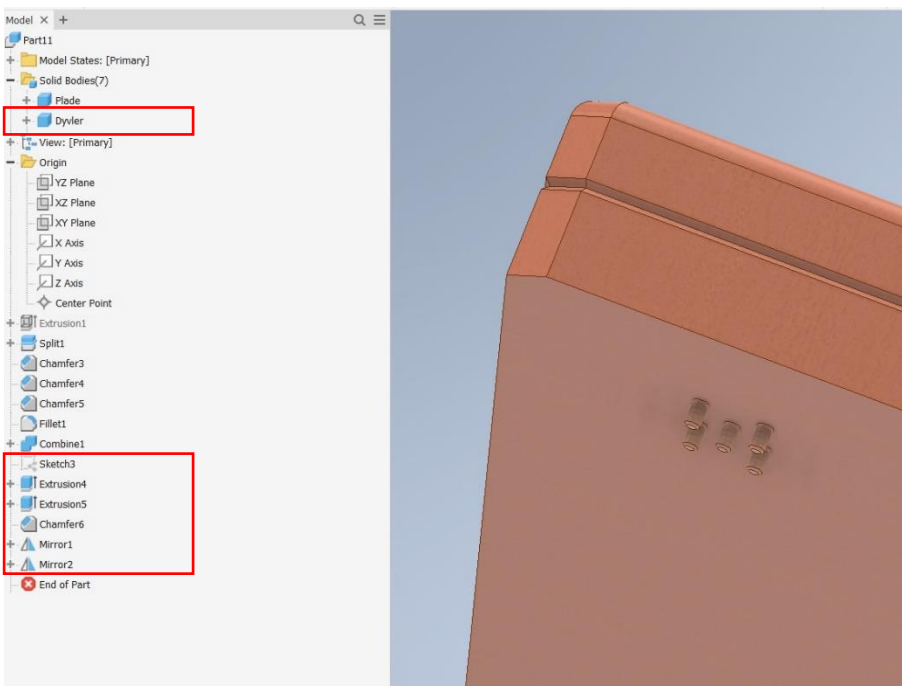 Model × +
Part11
Model States: [Primary]
Solid Bodies(7)
Plade
Dyvler
View: [Primary]
Origin
YZ Plane
XZ Plane
XY Plane
X Axis
Y Axis
Z Axis
Center Point
Extrusion1
Split1
Chamfer3
Chamfer4
Chamfer5
Fillet1
Combine1
Sketch3
Extrusion4
Extrusion5
Chamfer6
Mirror1
Mirror2
End of Part